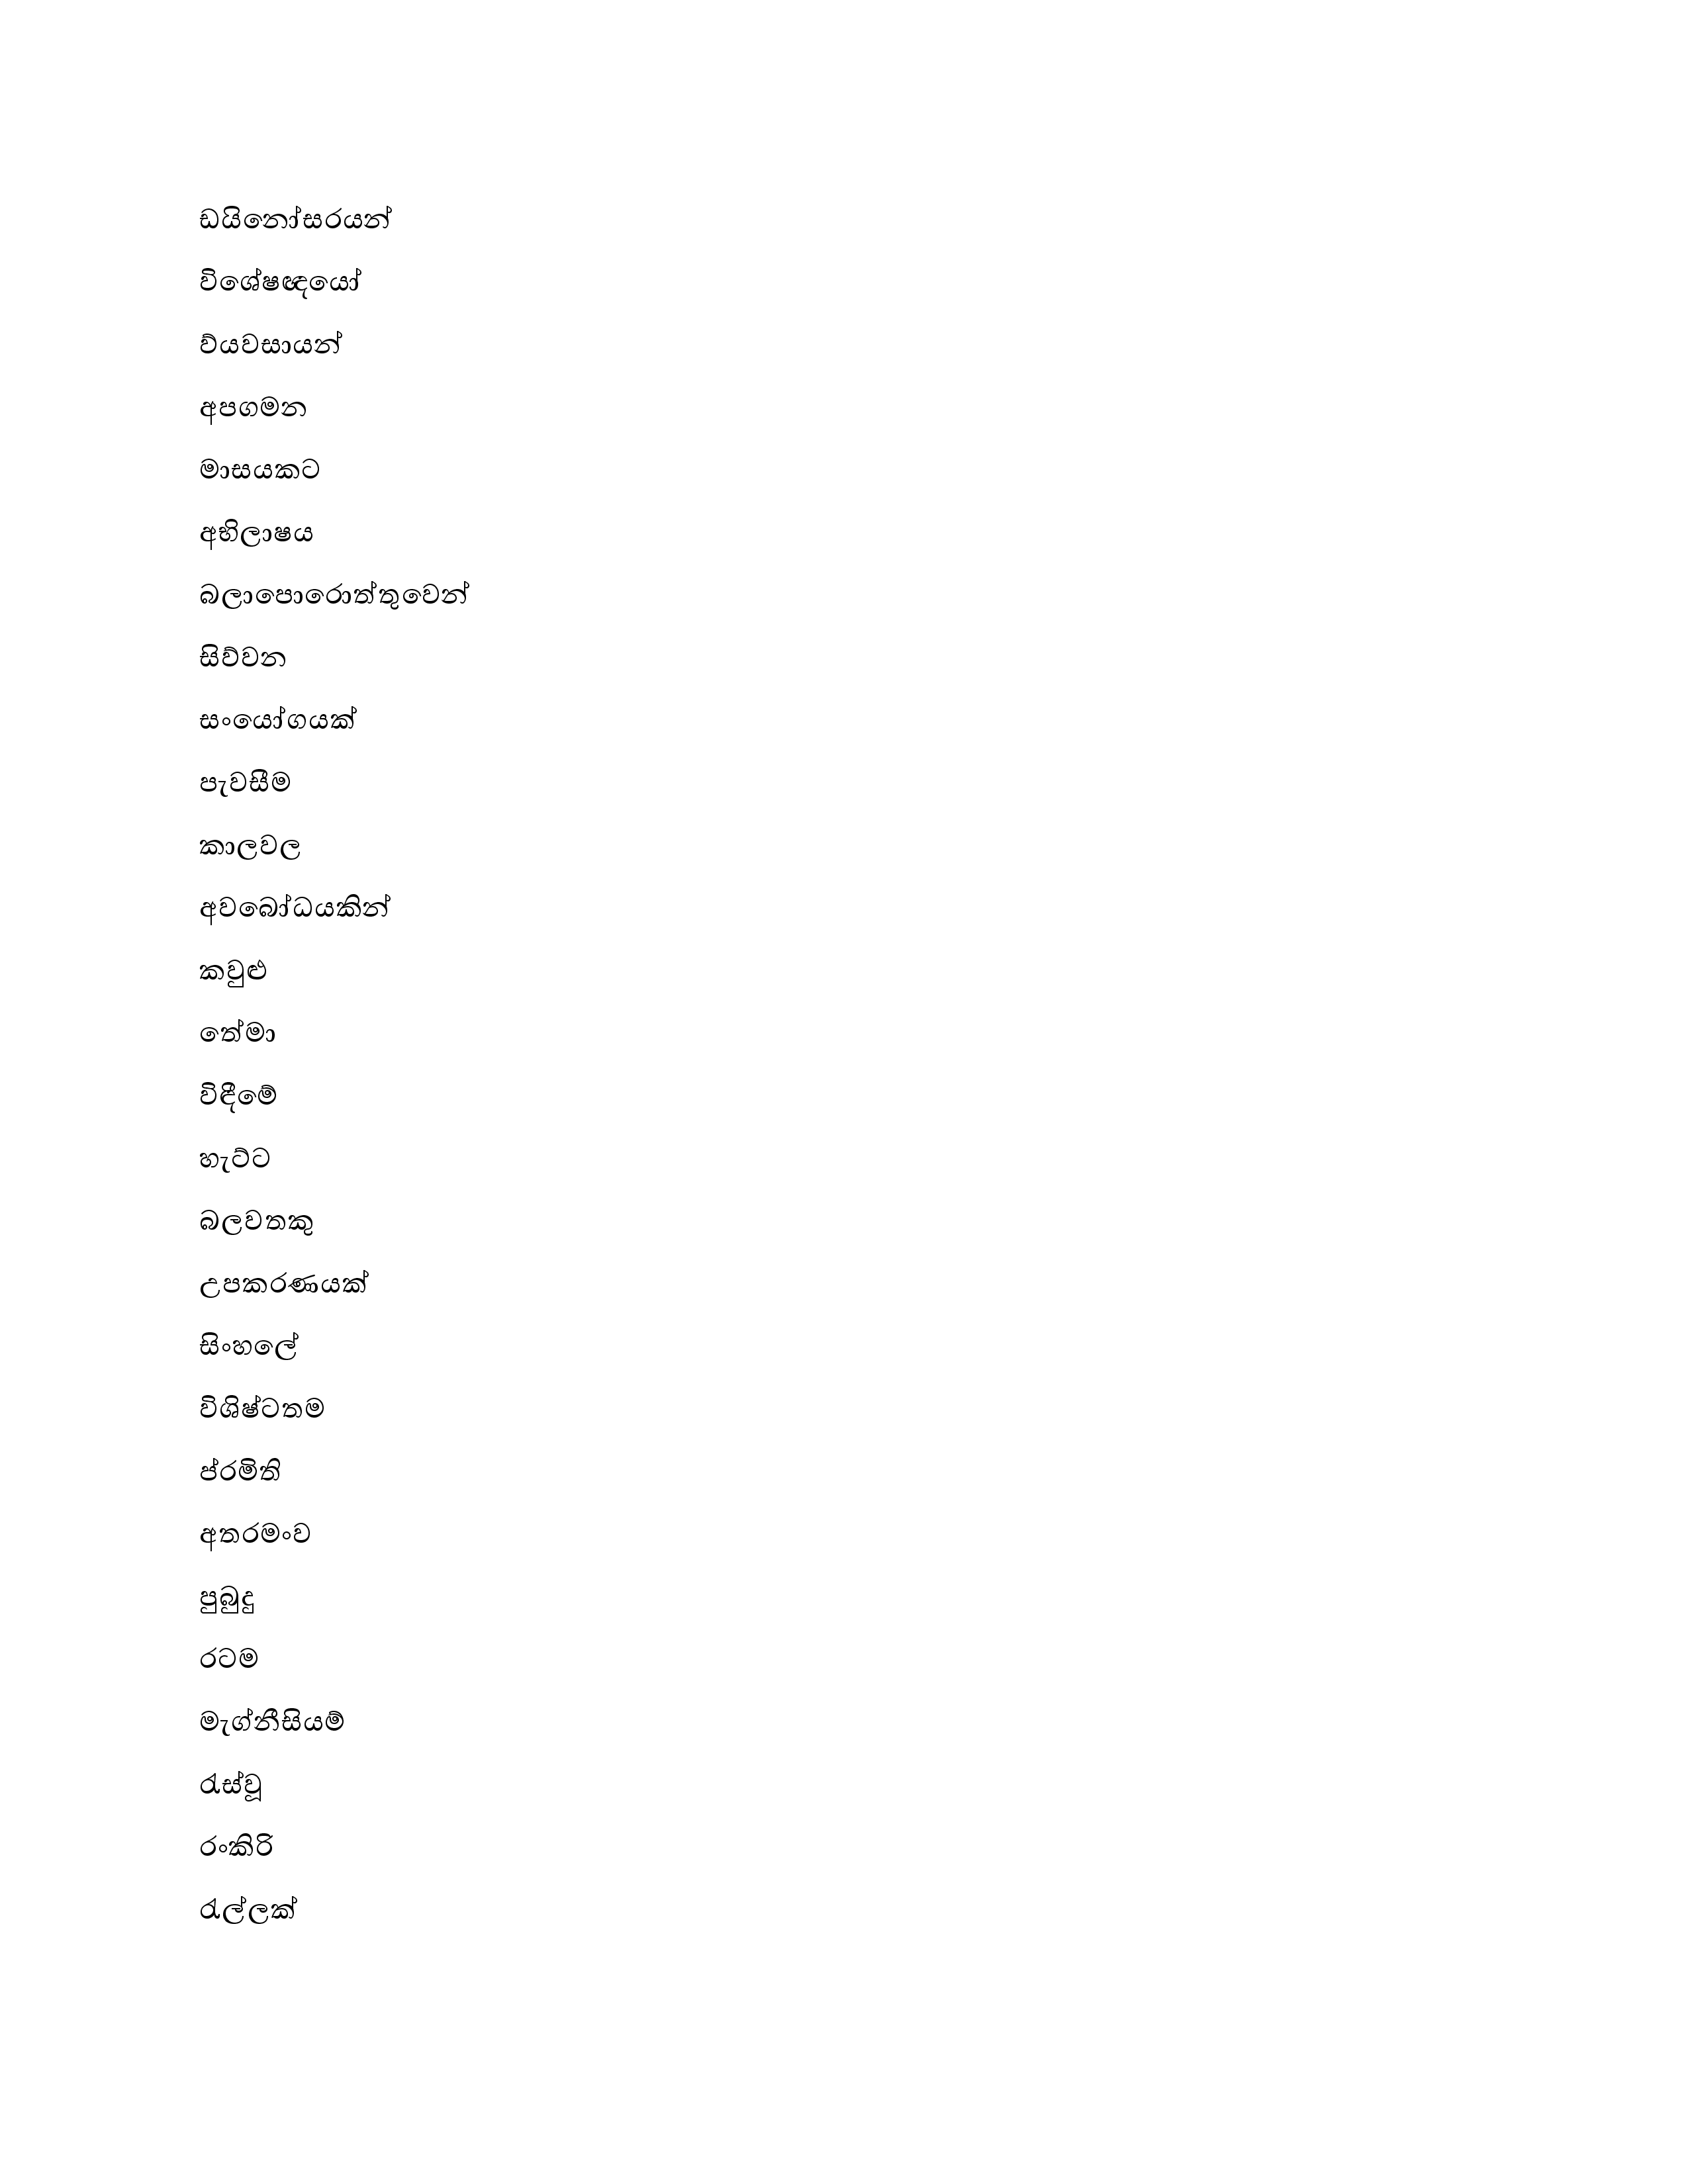 ඩයිනෝසරයන්
විශේෂඥයෝ
ව්යවසායන්
අපගමන
මාසයකට
අභිලාෂය
බලාපොරොත්තුවෙන්
සිව්වන
සංයෝගයක්
පැවසීම
කාලවල
අවබෝධයකින්
කවුළු
තේමා
විඳීමේ
හැට්ට
බලවතකු
උපකරණයක්
සිංහලේ
විශිෂ්ටතම
ප්රමිති
අතරමංව
පුබුදු
රටම
මැග්නීසියම්
රැස්වූ
රංකිරි
රැල්ලක්